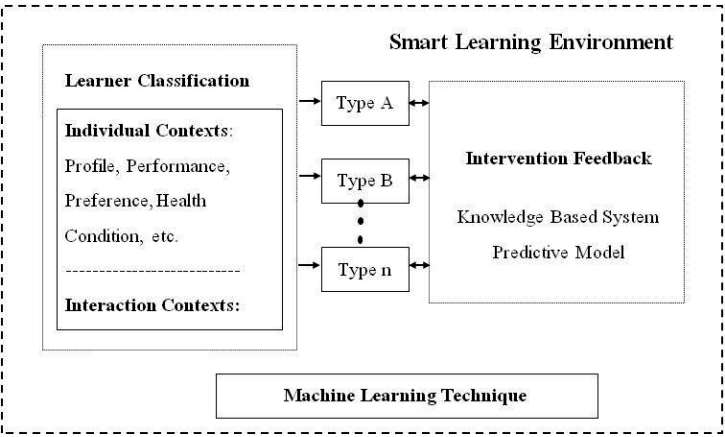 Smart Learning Environment
Learner Classification
Individual Contexts:
Profile, Performance,
Preference, Health
Condition, etc.
--------------------------
Interaction Contexts:
Type A
Type B
Type n
Intervention Feedback
Knowledge Based System
Predictive Model
Machine Learning Technique